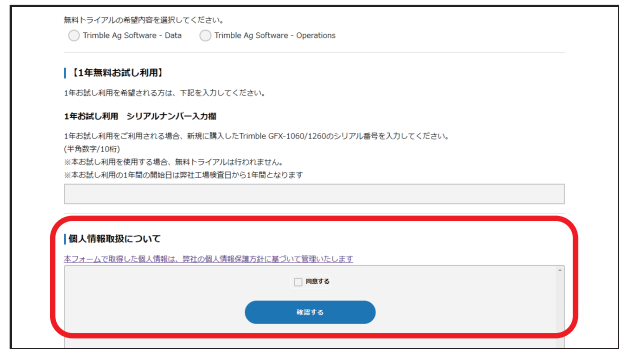 無料トライアルの希望内容を選択してください。
Trimble Ag Software - Data Trimble Ag Software - Operations
【1年無料お試し利用】
1年お試し利用を希望される方は、下記を入力してください。
1年お試し利用 シリアルナンバー入力欄
1年お試し利用をご利用される場合、新規に購入したTrimble GFX-1060/1260のシリアル番号を入力してください。
(半角数字/10桁)
※本お試し利用を使用する場合、無料トライアルは行われません。
※本お試し利用の1年間の開始日は弊社工場検査日から1年間となります
個人情報取扱について
本フォームで取得した個人情報は、弊社の個人情報保護方針に基づいて管理いたします
同意する
確認する